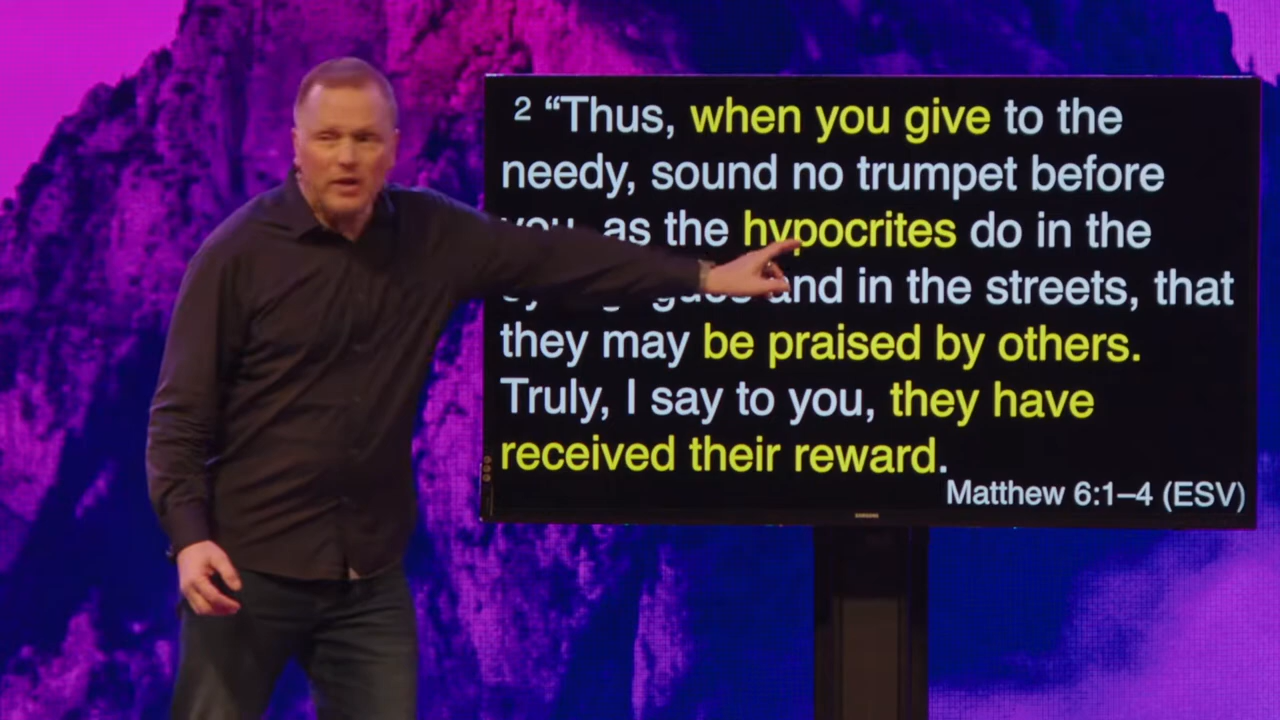 2 “Thus, when you give to the
needy, sound no trumpet before
as the hypocrites do in the
and in the streets, that
they may be praised by others.
Truly, I say to you, they have
received their reward.
Matthew 6:1–4 (ESV)
SAMSUNG